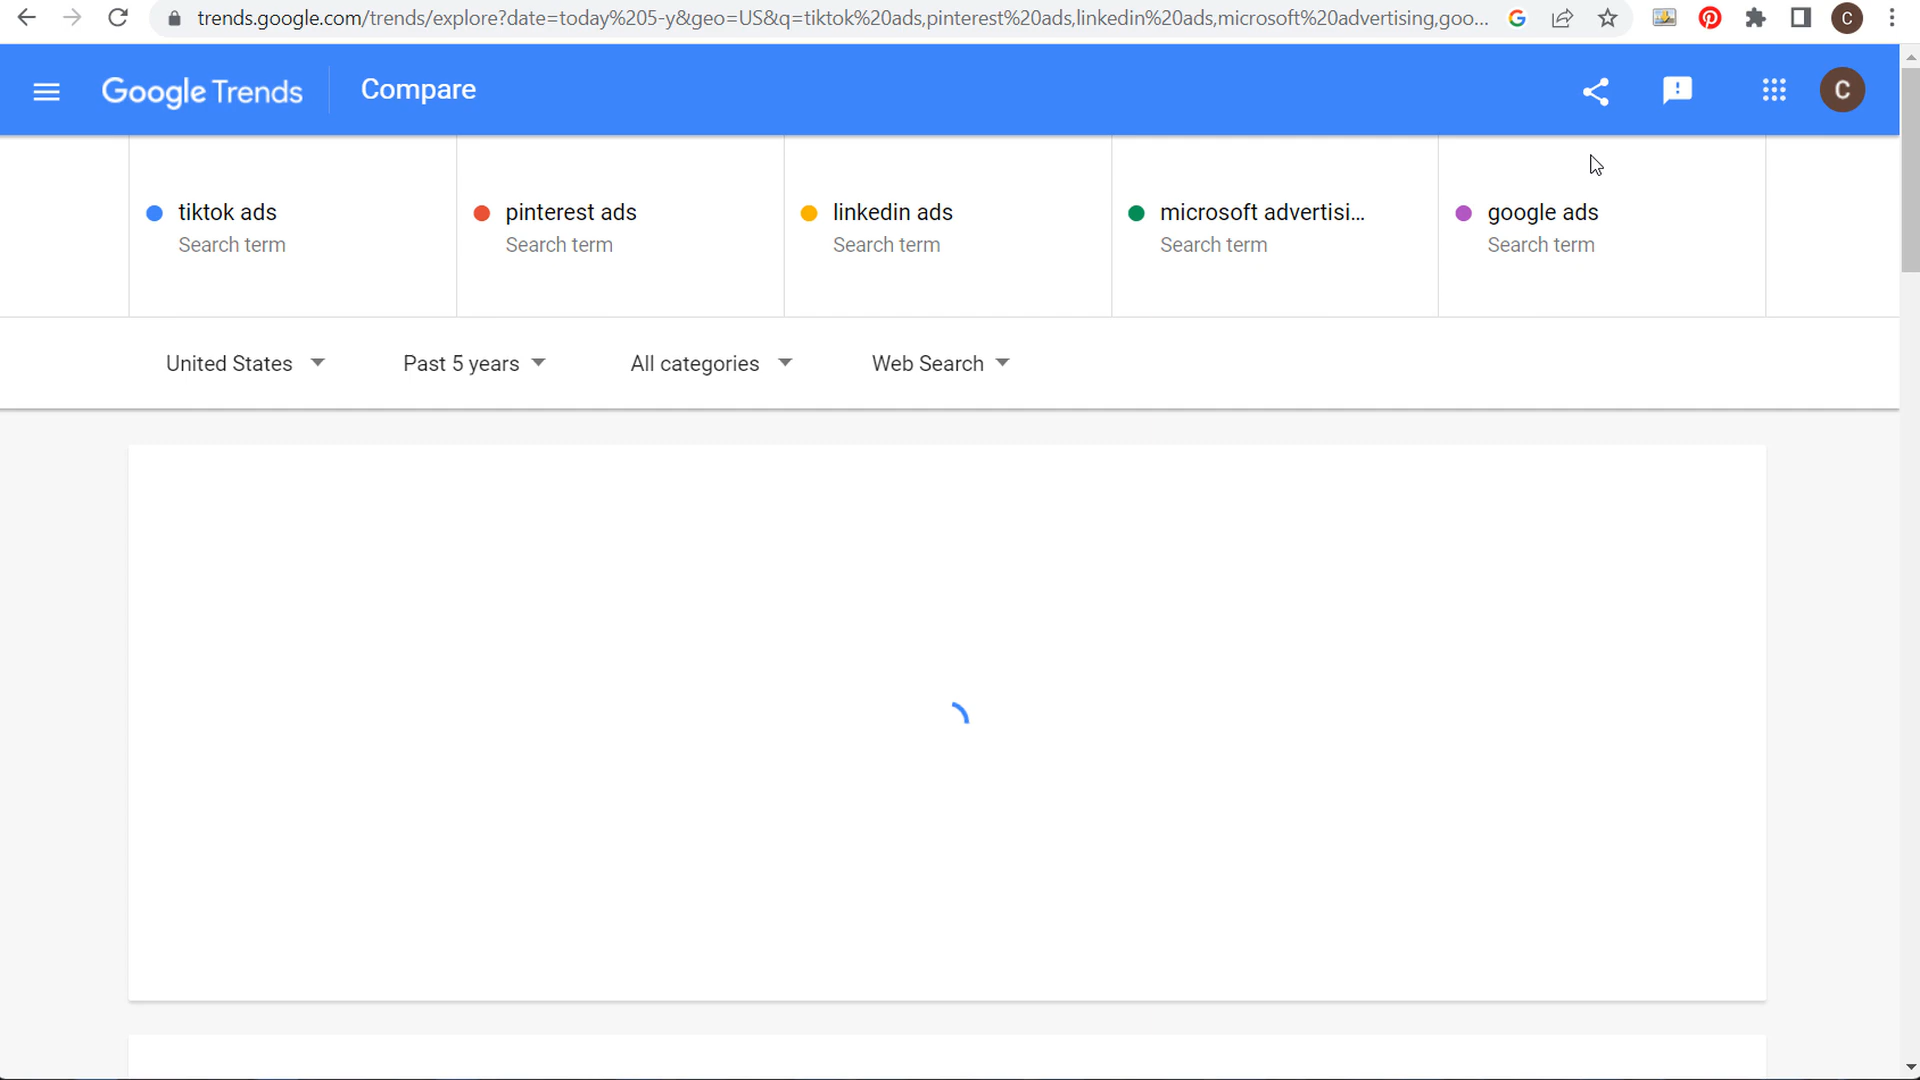 trends.google.com/trends/explore?date=today%205-y&geo=US&q=tiktok%20ads,pinterest%20ads,linkedin%20ads,microsoft%20advertising,goo...
C
Google Trends
Compare
C
tiktok ads
Search term
pinterest ads
Search term
linkedin ads
Search term
microsoft advertisi...
Search term
google ads
Search term
United States
Past 5 years
All categories
Web Search